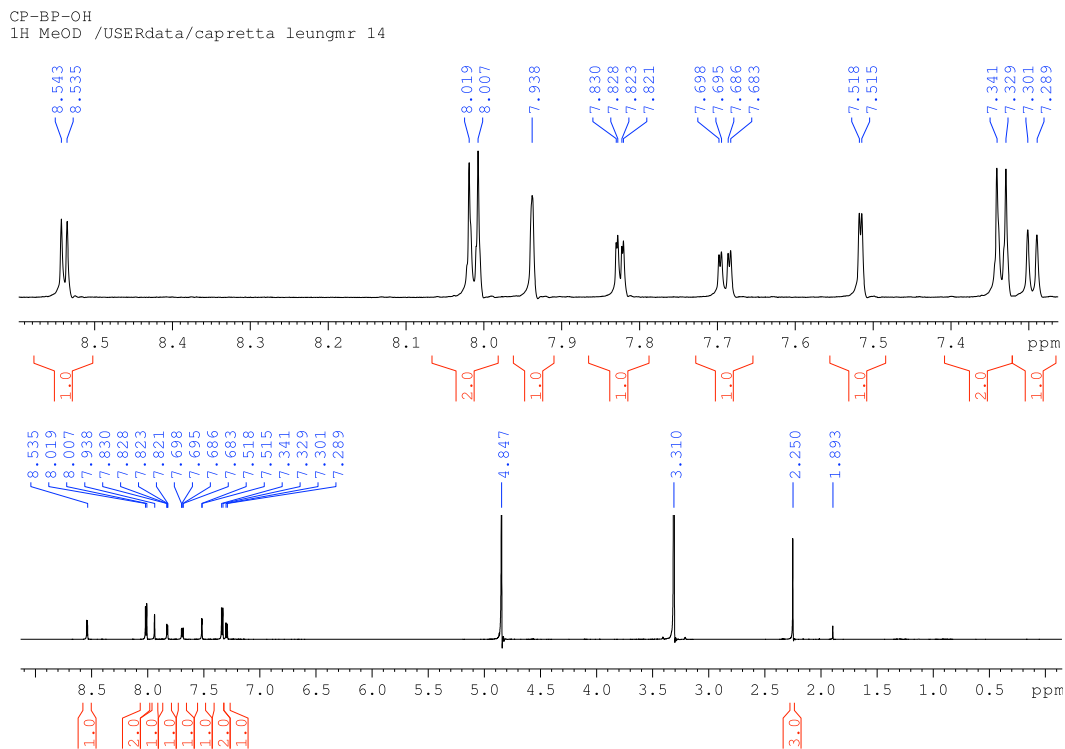 CP-BP-OH
1H MeOD /USERdata/capretta leungmr 14
8.543 8.535 8.019 8.007 7.938 7.830 7.828 7.823 7.821 7.698 7.695 7.686 7.683 7.518 7.515 7.341 7.329 7.301 7.289
8.5 8.4 8.3 8.2 8.1 8.0 7.9 7.8 7.7 7.6 7.5 7.4 ppm
1.0 2.0 1.0 1.0 1.0 1.0 2.0 1.0
8.535 8.019 8.007 7.938 7.830 7.828 7.823 7.821 7.698 7.695 7.686 7.683 7.518 7.515 7.341 7.329 7.301 7.289 4.847 3.310 2.250 1.893
8.5 8.0 7.5 7.0 6.5 6.0 5.5 5.0 4.5 4.0 3.5 3.0 2.5 2.0 1.5 1.0 0.5 ppm
1.0 2.0 1.0 1.0 1.0 1.0 2.0 1.0 3.0